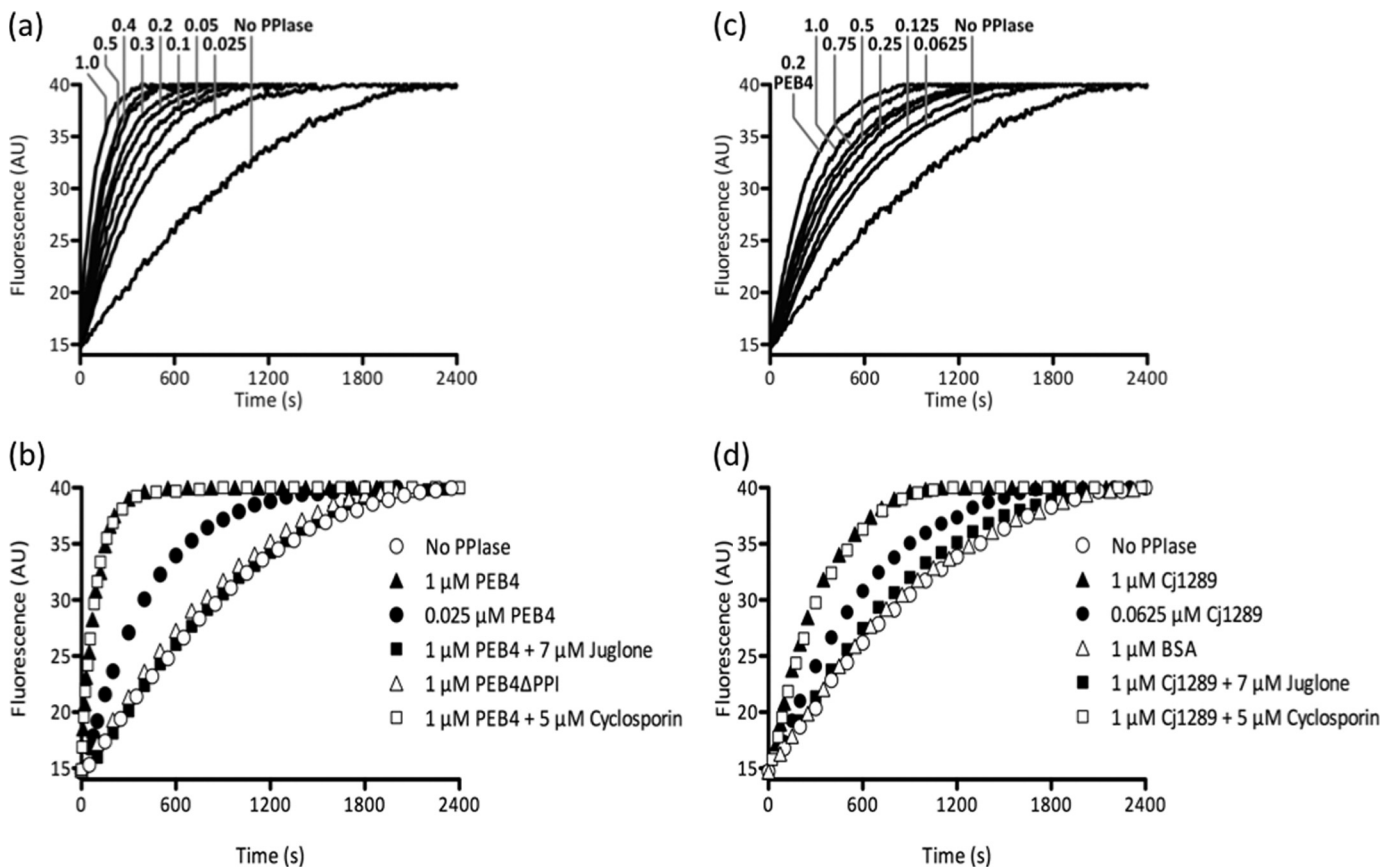 (a)
0.4 0.2 0.05 No PPIase
0.5 0.3 0.1 0.025
1.0
40
35
30
25
20
15
Fluorescence (AU)
0 600 1200 1800 2400
Time (s)
(c)
1.0 0.5 0.125 No PPIase
0.75 0.25 0.0625
0.2
PEB4
40
35
30
25
20
15
Fluorescence (AU)
0 600 1200 1800 2400
Time (s)
(b)
40
35
30
25
20
15
Fluorescence (AU)
No PPIase
1 µM PEB4
0.025 µM PEB4
1 µM PEB4 + 7 µM Juglone
1 µM PEB4ΔPPI
1 µM PEB4 + 5 µM Cyclosporin
0 600 1200 1800 2400
Time (s)
(d)
40
35
30
25
20
15
Fluorescence (AU)
No PPIase
1 µM Cj1289
0.0625 µM Cj1289
1 µM BSA
1 µM Cj1289 + 7 µM Juglone
1 µM Cj1289 + 5 µM Cyclosporin
0 600 1200 1800 2400
Time (s)